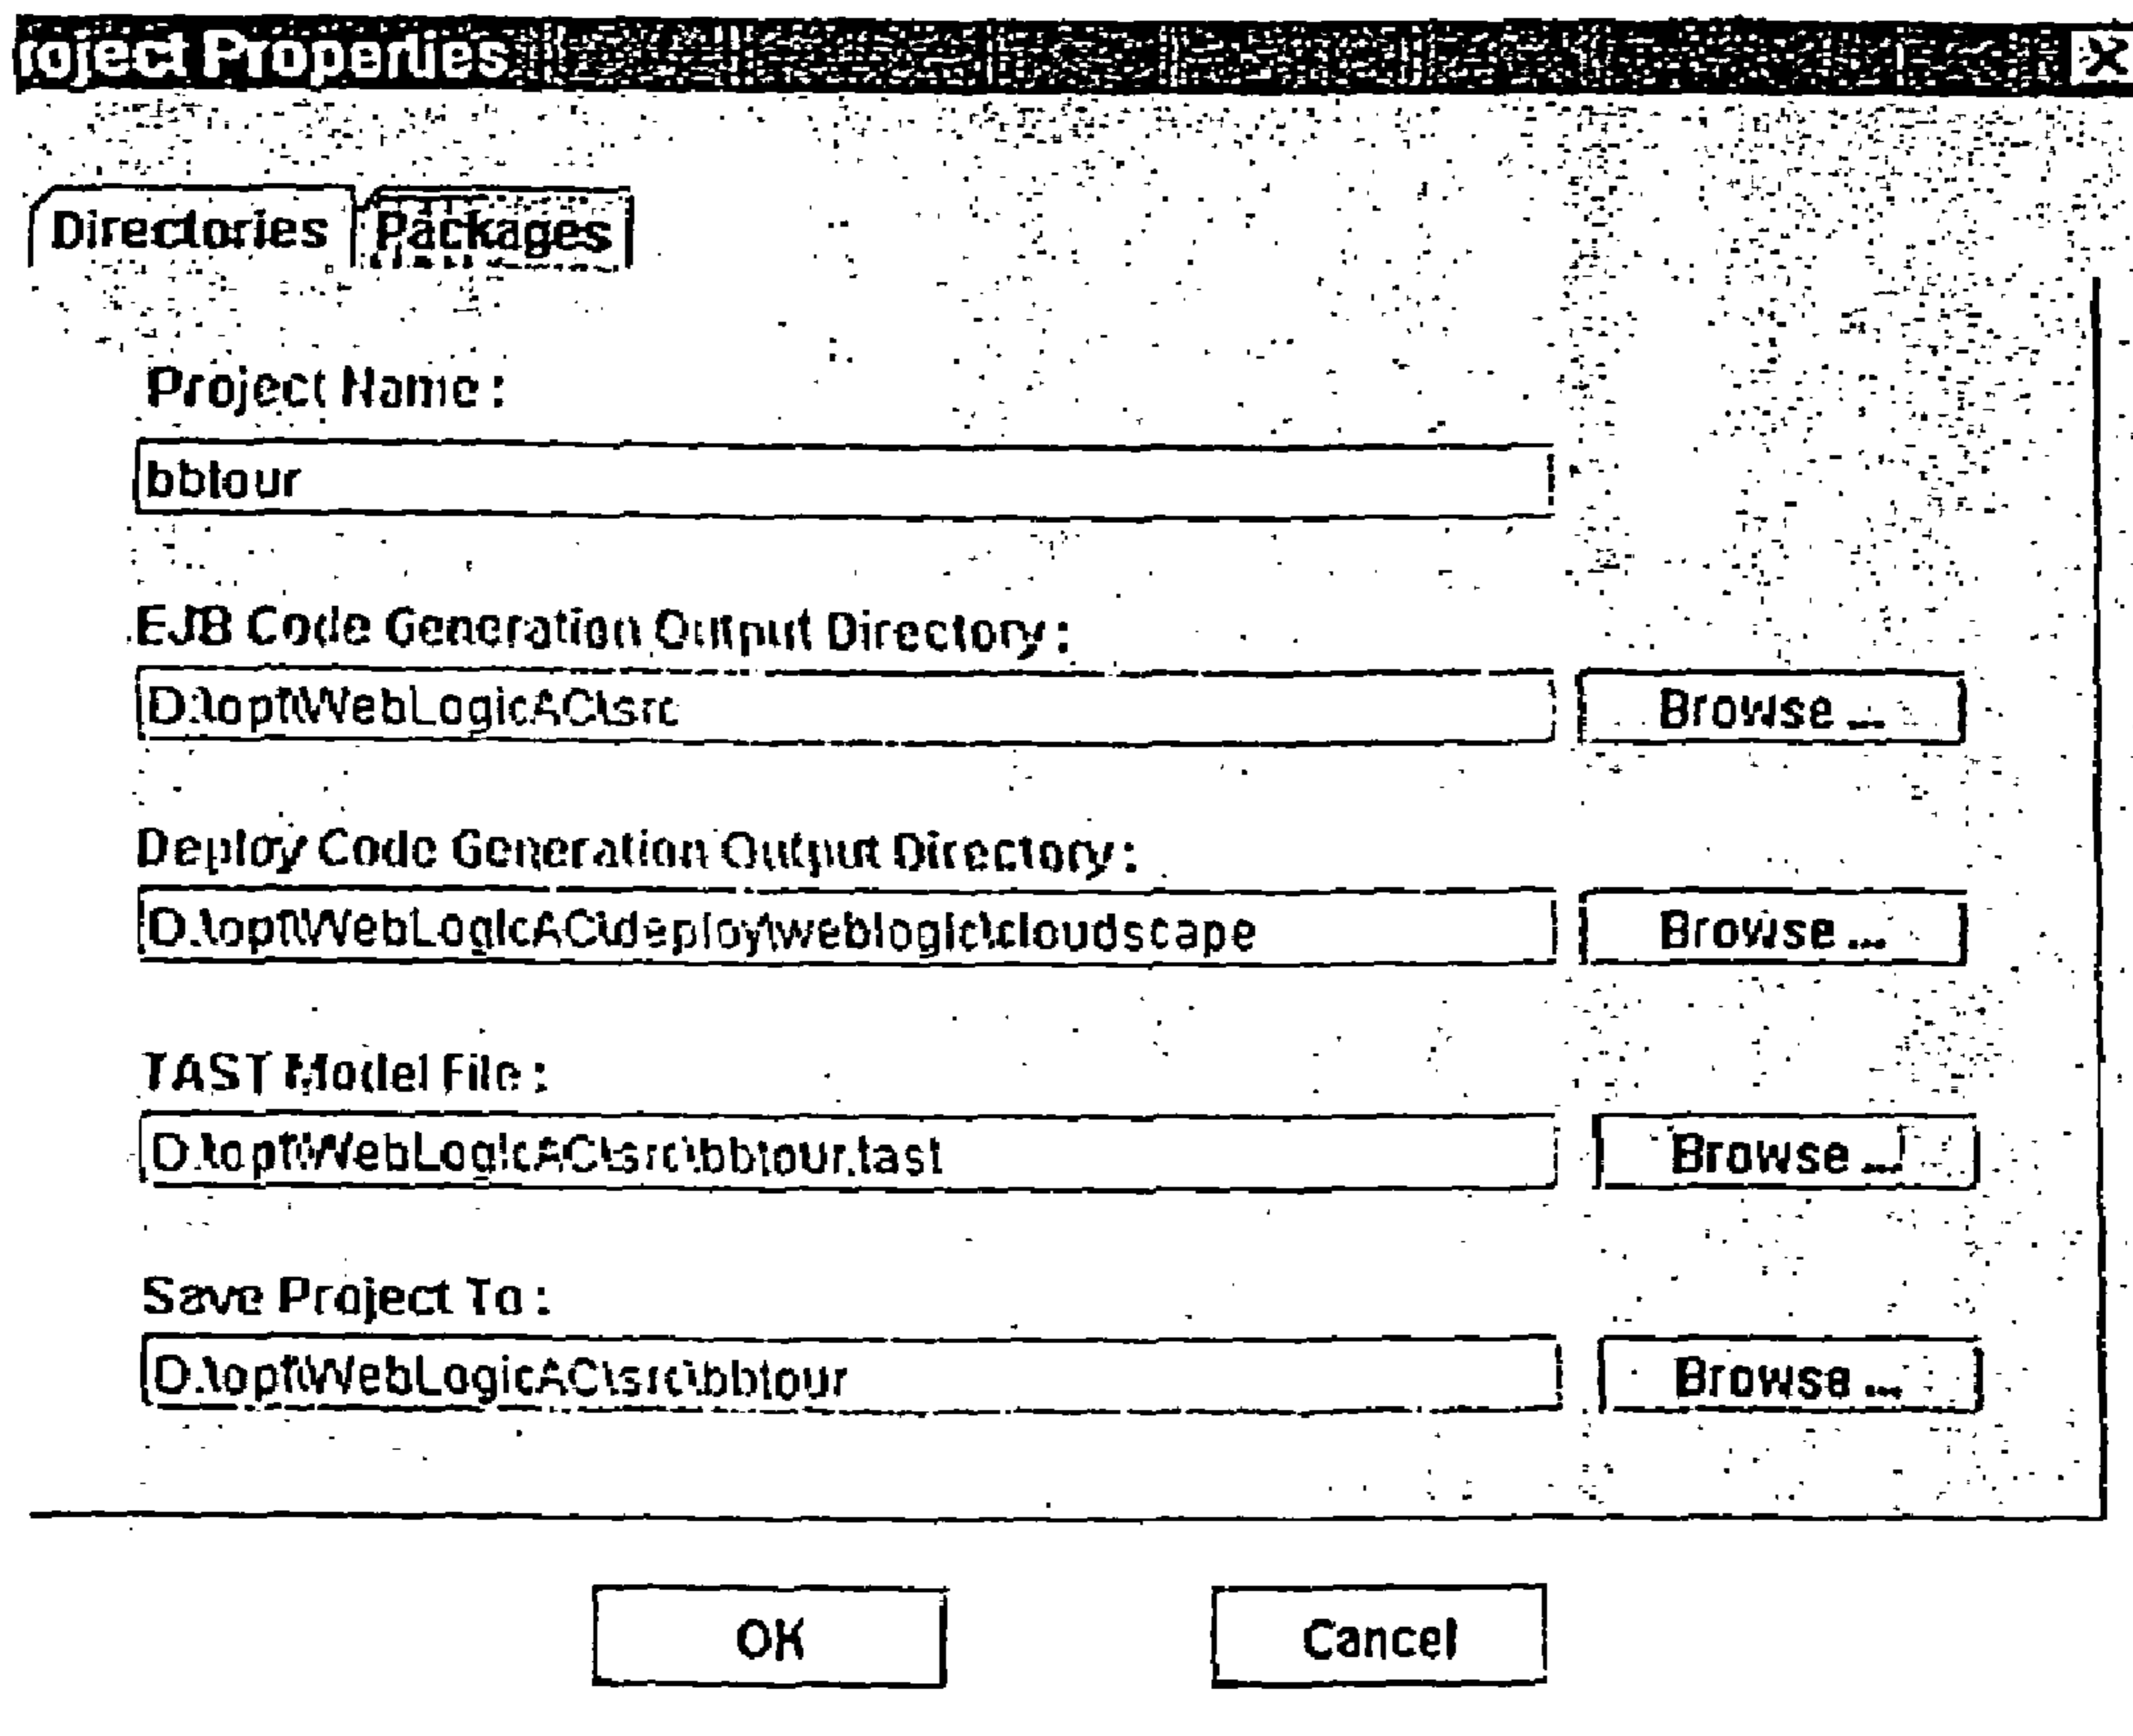 roject Properties
Directories Packages
Project Name :
bbtour
EJB Code Generation Output Directory :
D:\opt\WebLogicAC\src Browse ...
Deploy Code Generation Output Directory :
D:\opt\WebLogicAC\deploy\weblogic\cloudscape Browse ...
TAST Model File :
D:\opt\WebLogicAC\src\bbtour.tast Browse ...
Save Project To :
D:\opt\WebLogicAC\src\bbtour Browse ...
OK Cancel